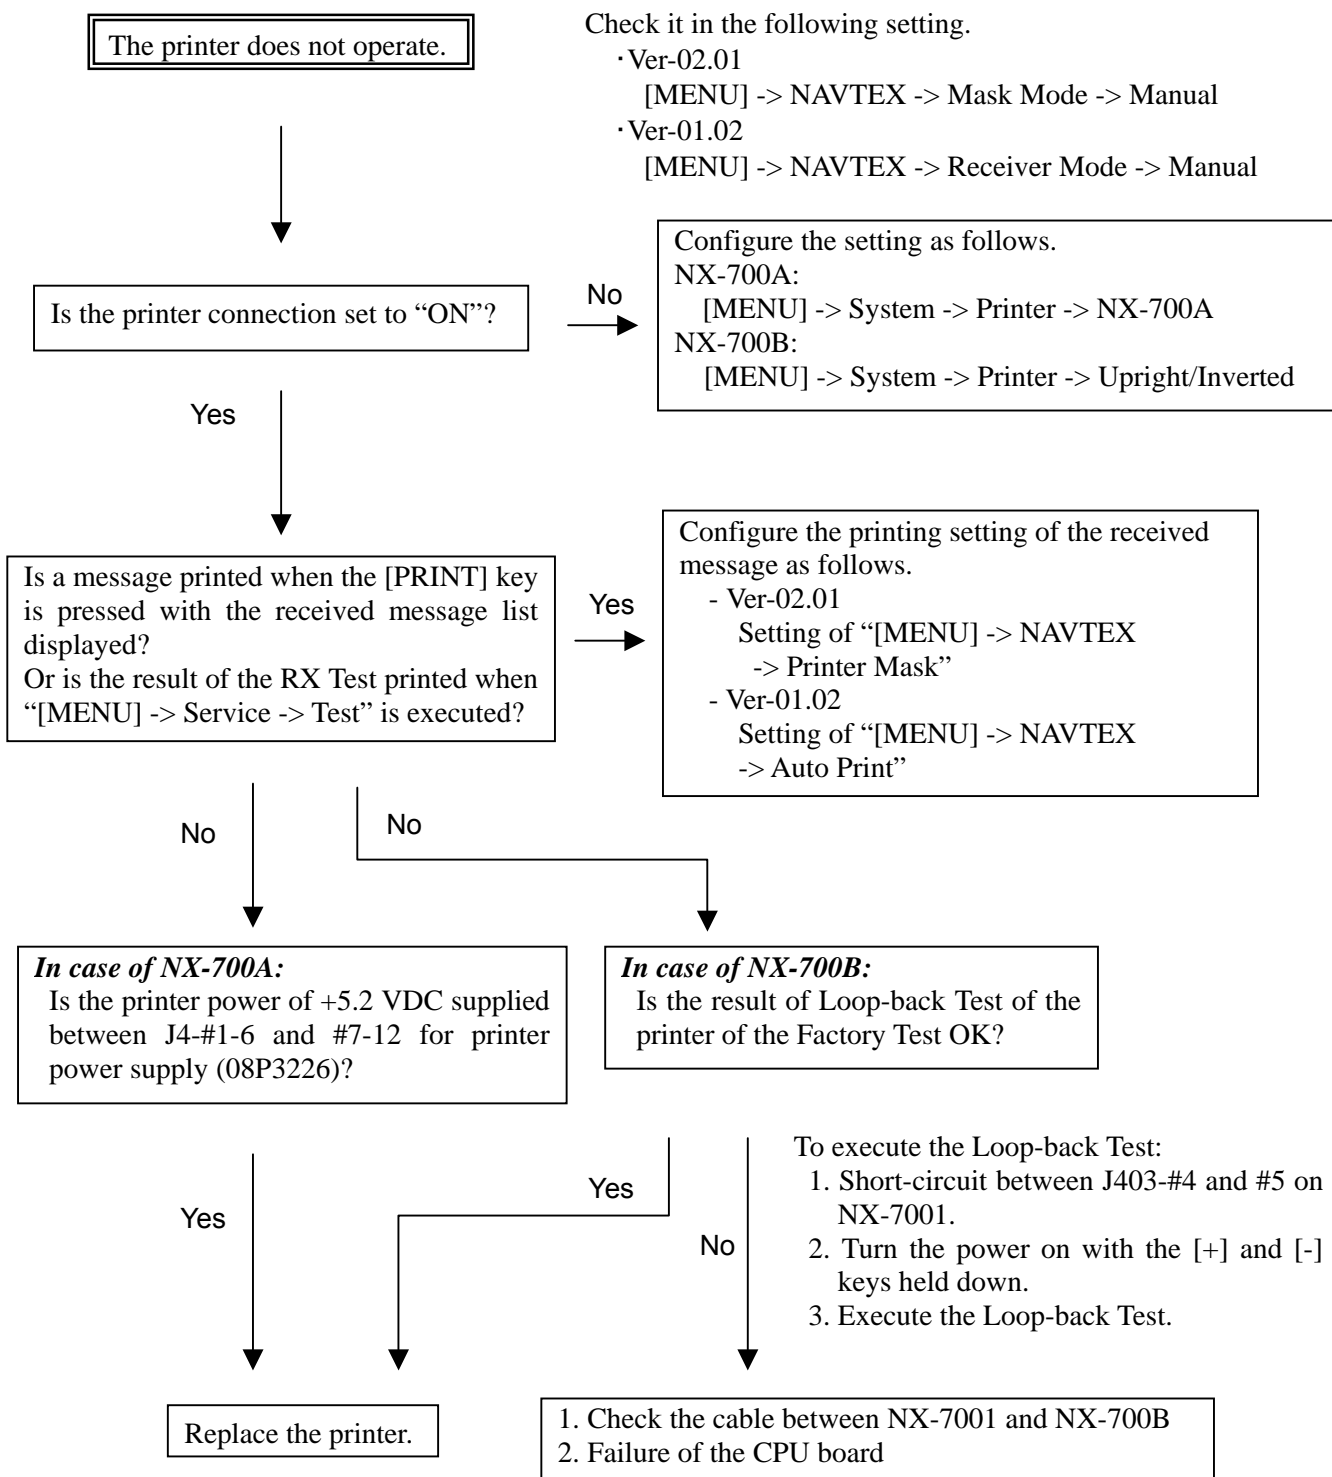 The printer does not operate.
Check it in the following setting.
・Ver-02.01
[MENU] -> NAVTEX -> Mask Mode -> Manual
・Ver-01.02
[MENU] -> NAVTEX -> Receiver Mode -> Manual
Is the printer connection set to “ON”?
No
Configure the setting as follows.
NX-700A:
[MENU] -> System -> Printer -> NX-700A
NX-700B:
[MENU] -> System -> Printer -> Upright/Inverted
Yes
Is a message printed when the [PRINT] key
is pressed with the received message list
displayed?
Or is the result of the RX Test printed when
“[MENU] -> Service -> Test” is executed?
Yes
Configure the printing setting of the received
message as follows.
- Ver-02.01
Setting of “[MENU] -> NAVTEX
-> Printer Mask”
- Ver-01.02
Setting of “[MENU] -> NAVTEX
-> Auto Print”
No
No
In case of NX-700A:
Is the printer power of +5.2 VDC supplied
between J4-#1-6 and #7-12 for printer
power supply (08P3226)?
In case of NX-700B:
Is the result of Loop-back Test of the
printer of the Factory Test OK?
Yes
Yes
No
To execute the Loop-back Test:
1. Short-circuit between J403-#4 and #5 on
NX-7001.
2. Turn the power on with the [+] and [-]
keys held down.
3. Execute the Loop-back Test.
Replace the printer.
1. Check the cable between NX-7001 and NX-700B
2. Failure of the CPU board